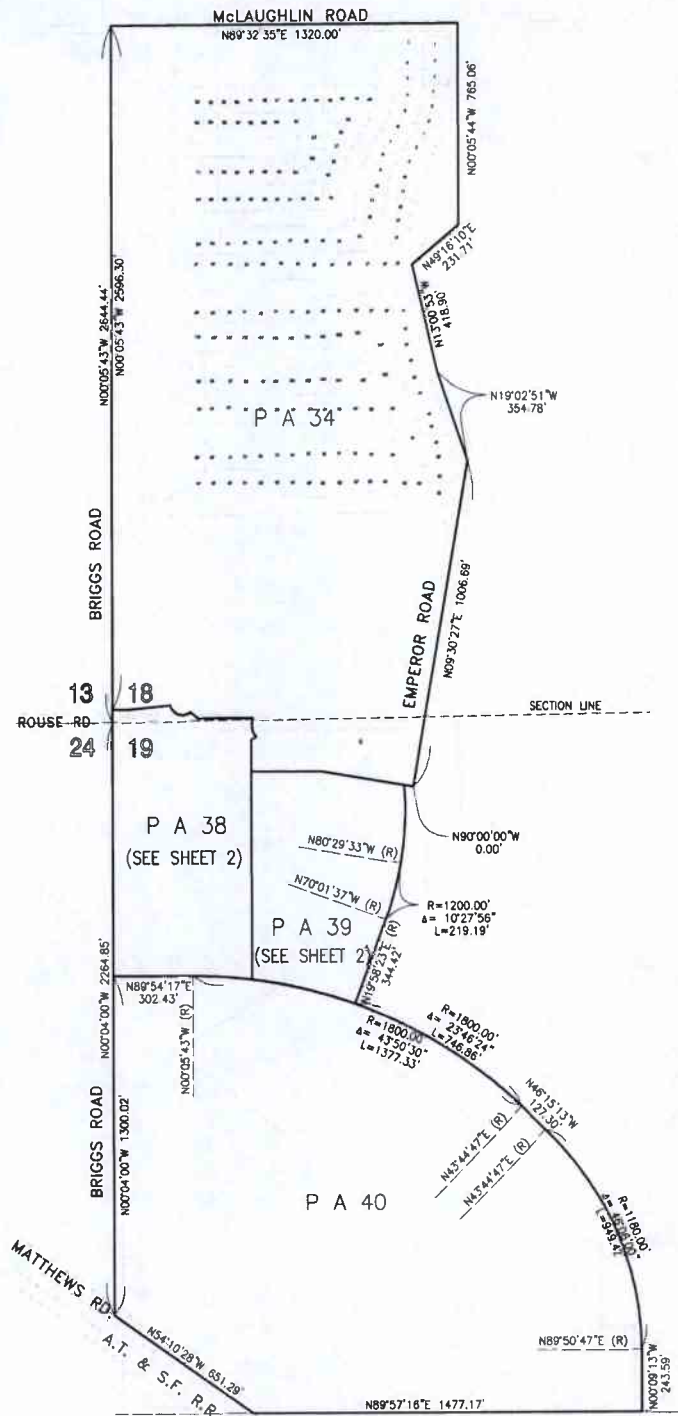 McLAUGHLIN ROAD
N89°32'35"E 1320.00'
N00°05'44"W 765.06'
N49°16'10"E
231.71'
N13°00'53"W
418.90'
N19°02'51"W
354.78'
N00°05'43"W 2644.44'
N00°05'43"W 2596.30'
P A 34
BRIGGS ROAD
EMPEROR ROAD
N09°30'27"E 1006.69'
13 18
SECTION LINE
ROUSE RD
24 19
N90°00'00"W
0.00'
P A 38
(SEE SHEET 2)
N80°29'33"W (R)
N70°01'37"W (R)
R=1200.00'
Δ= 10°27'56"
L=219.19'
P A 39
(SEE SHEET 2)
N19°58'23"E (R)
344.42'
N00°04'00"W 2264.85'
N89°54'17"E
302.43'
N00°05'43"W (R)
R=1800.00'
Δ= 43°50'30"
L=1377.33'
R=1800.00'
Δ= 23°46'24"
L=746.86'
N46°15'13"W
127.30'
N43°44'47"E (R)
N43°44'47"E (R)
BRIGGS ROAD
N00°04'00"W 1300.02'
P A 40
R=1180.00'
Δ= 46°06'00"
L=949.42'
MATTHEWS RD.
N54°10'28"W 651.29'
A.T. & S.F. R.R.
N89°50'47"E (R)
N00°09'13"W
243.59'
N89°57'16"E 1477.17'